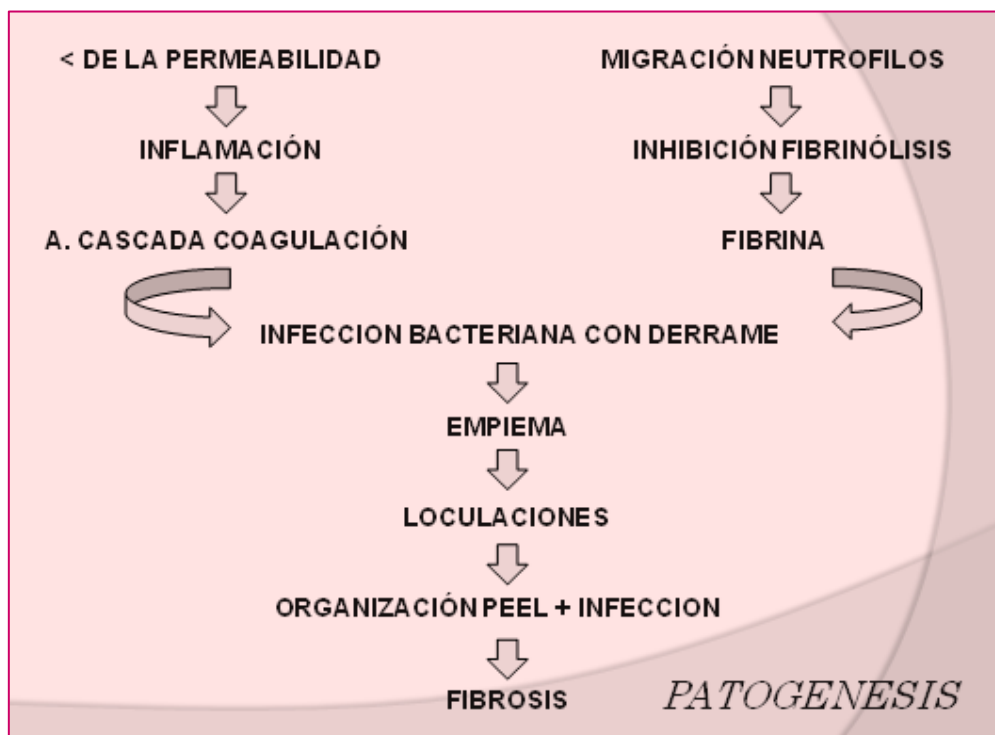 < DE LA PERMEABILIDAD
MIGRACIÓN NEUTROFILOS
INFLAMACIÓN
INHIBICIÓN FIBRINÓLISIS
A. CASCADA COAGULACIÓN
FIBRINA
INFECCION BACTERIANA CON DERRAME
EMPIEMA
LOCULACIONES
ORGANIZACIÓN PEEL + INFECCION
FIBROSIS
PATOGENESIS